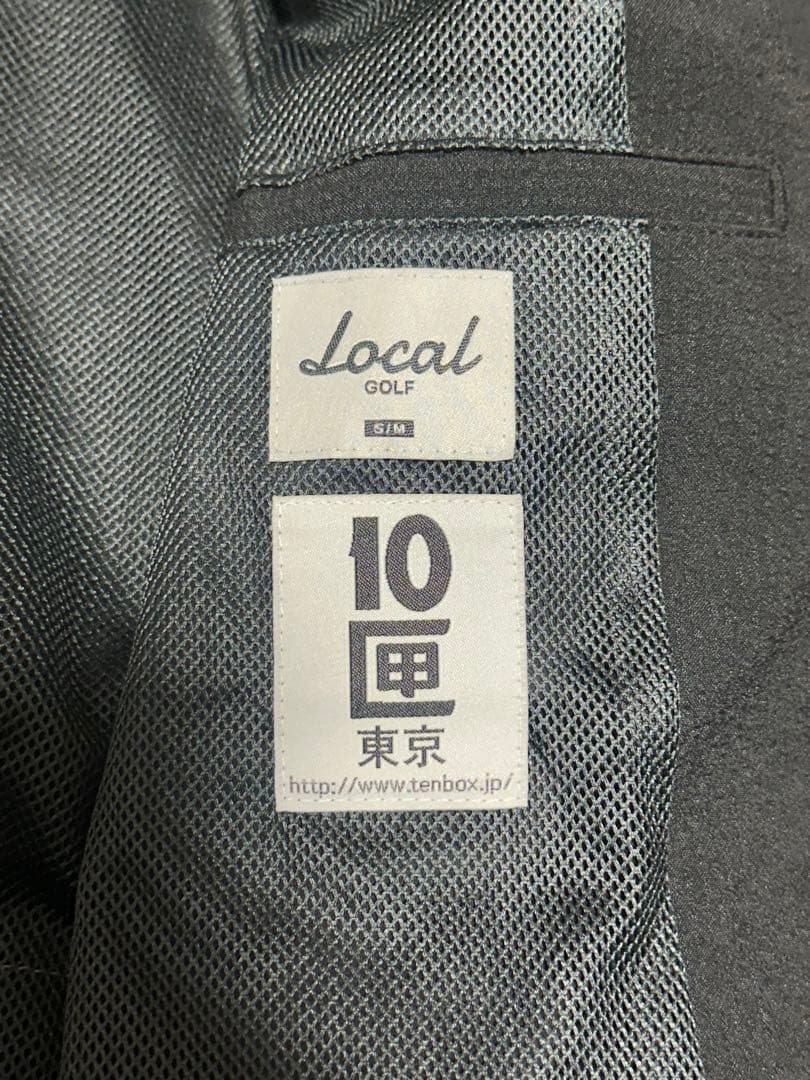 Local
GOLF
S/M
10
匣
東京
http://www.tenbox.jp/